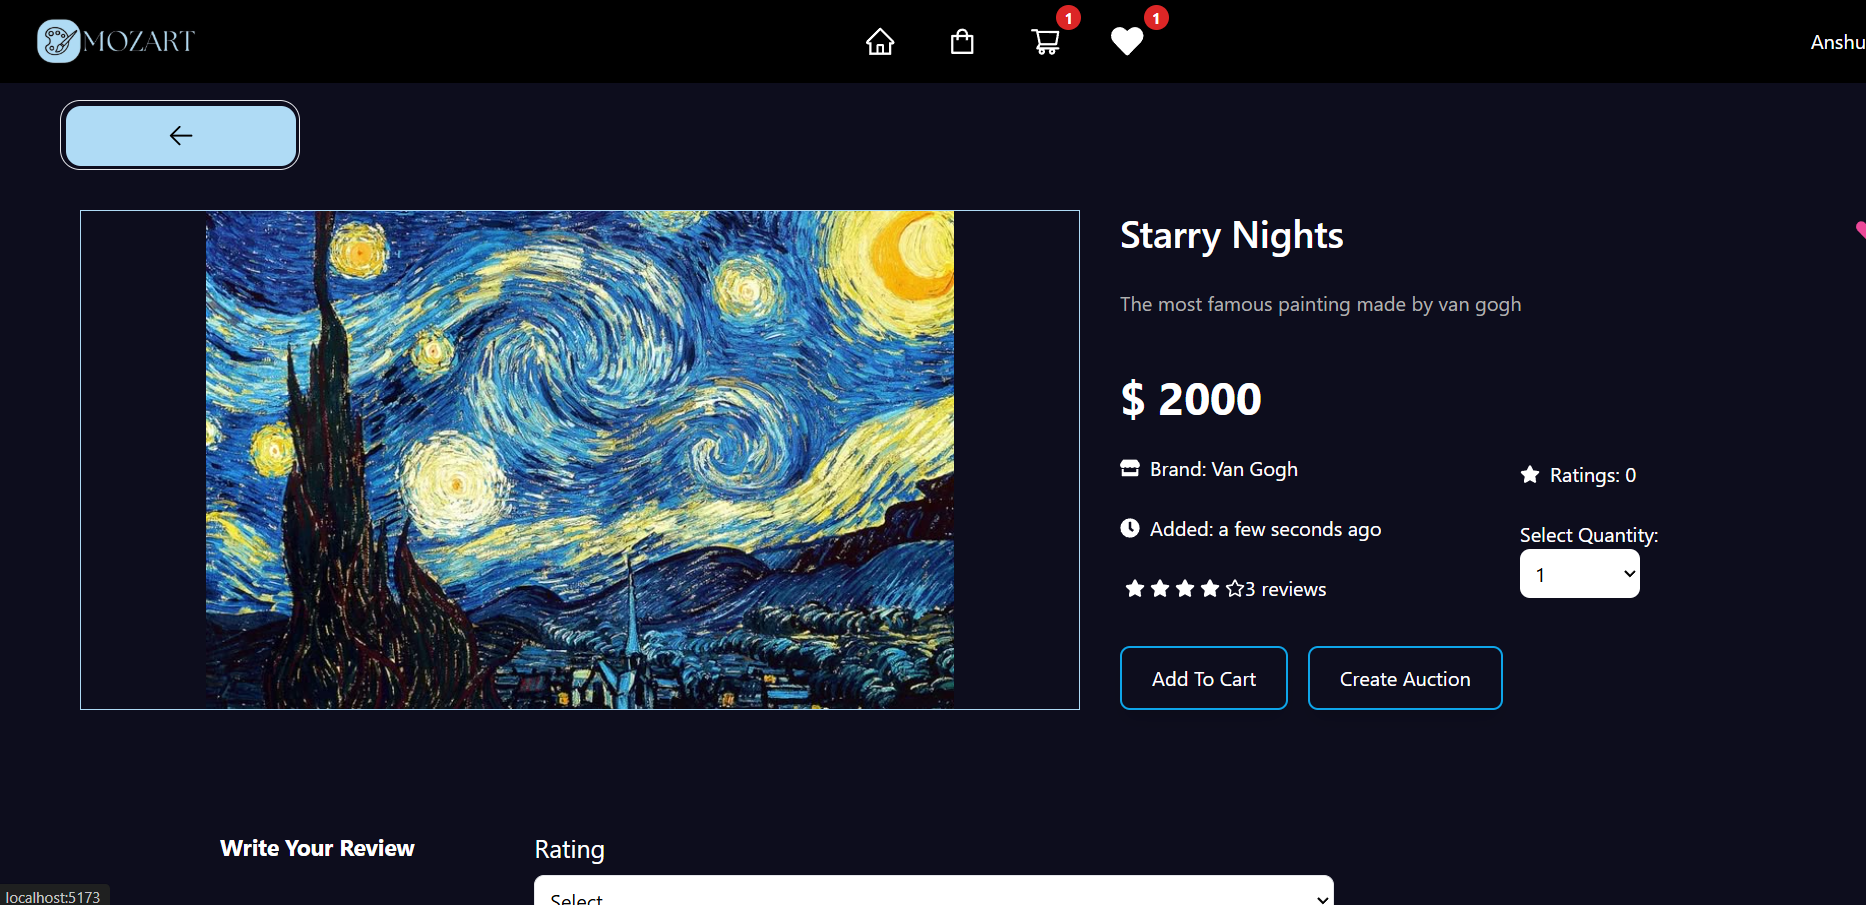 MOZART
1
1
Anshu
Starry Nights
The most famous painting made by van gogh
$ 2000
Brand: Van Gogh
Ratings: 0
Added: a few seconds ago
Select Quantity:
1
3 reviews
Add To Cart
Create Auction
Write Your Review
Rating
Select
localhost:5173